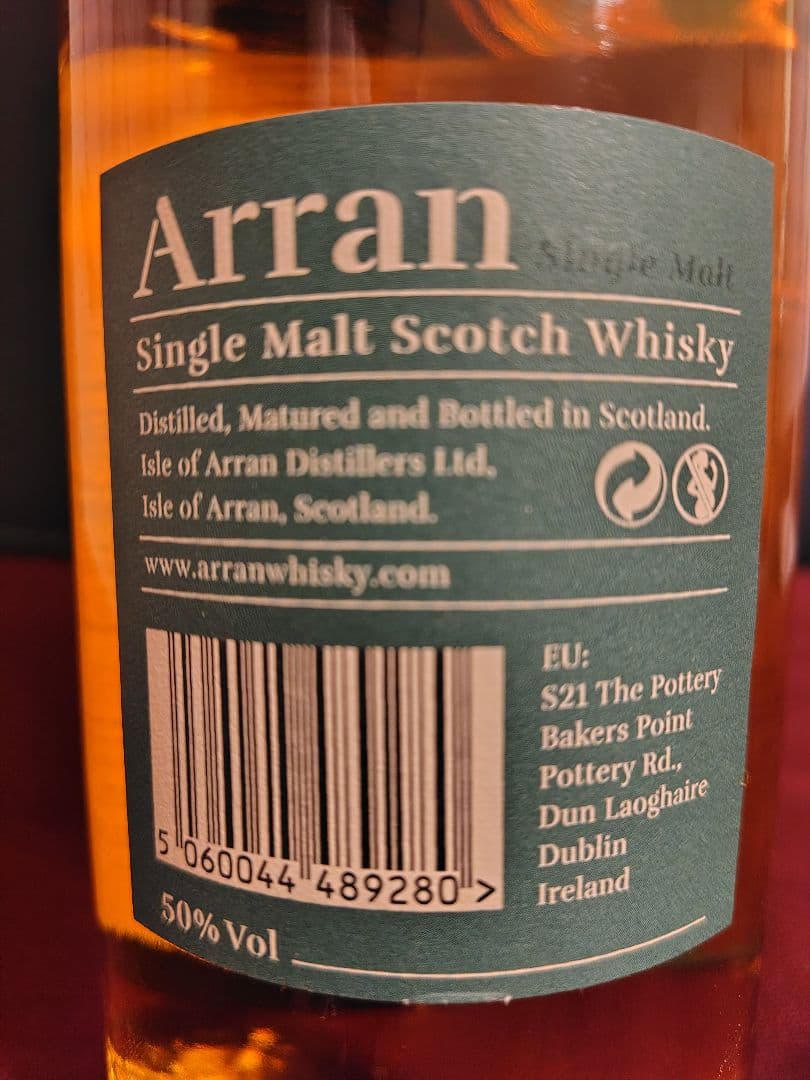 Arran Single Malt
Single Malt Scotch Whisky
Distilled, Matured and Bottled in Scotland.
Isle of Arran Distillers Ltd.
Isle of Arran, Scotland.
www.arranwhisky.com
5 060044 489280 >
50% Vol
EU:
S21 The Pottery
Bakers Point
Pottery Rd.,
Dun Laoghaire
Dublin
Ireland